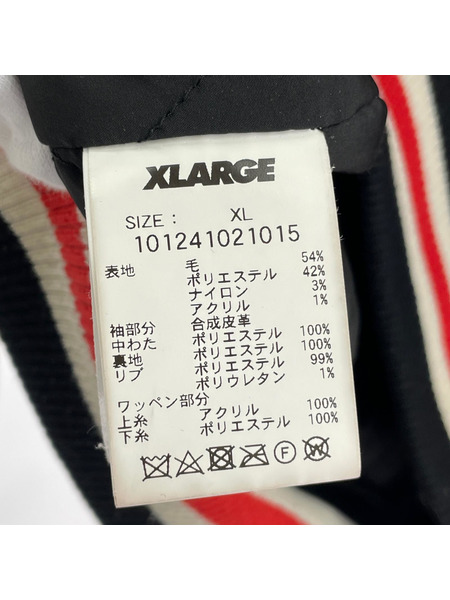 XLARGE
SIZE： XL
101241021015
表地 毛 54%
ポリエステル 42%
ナイロン 3%
アクリル 1%
袖部分 合成皮革
中わた ポリエステル 100%
裏地 ポリエステル 100%
リブ ポリエステル 99%
ポリウレタン 1%
ワッペン部分
上糸 アクリル 100%
下糸 ポリエステル 100%
F W